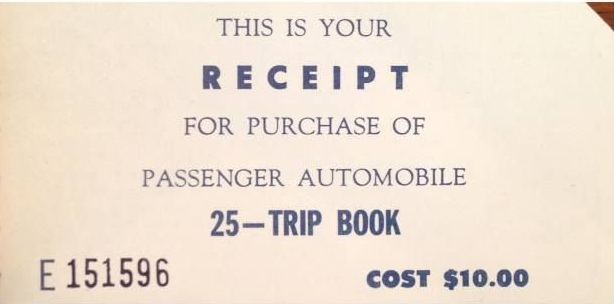 THIS IS YOUR
RECEIPT
FOR PURCHASE OF
PASSENGER AUTOMOBILE
25—TRIP BOOK
E 151596 COST $10.00